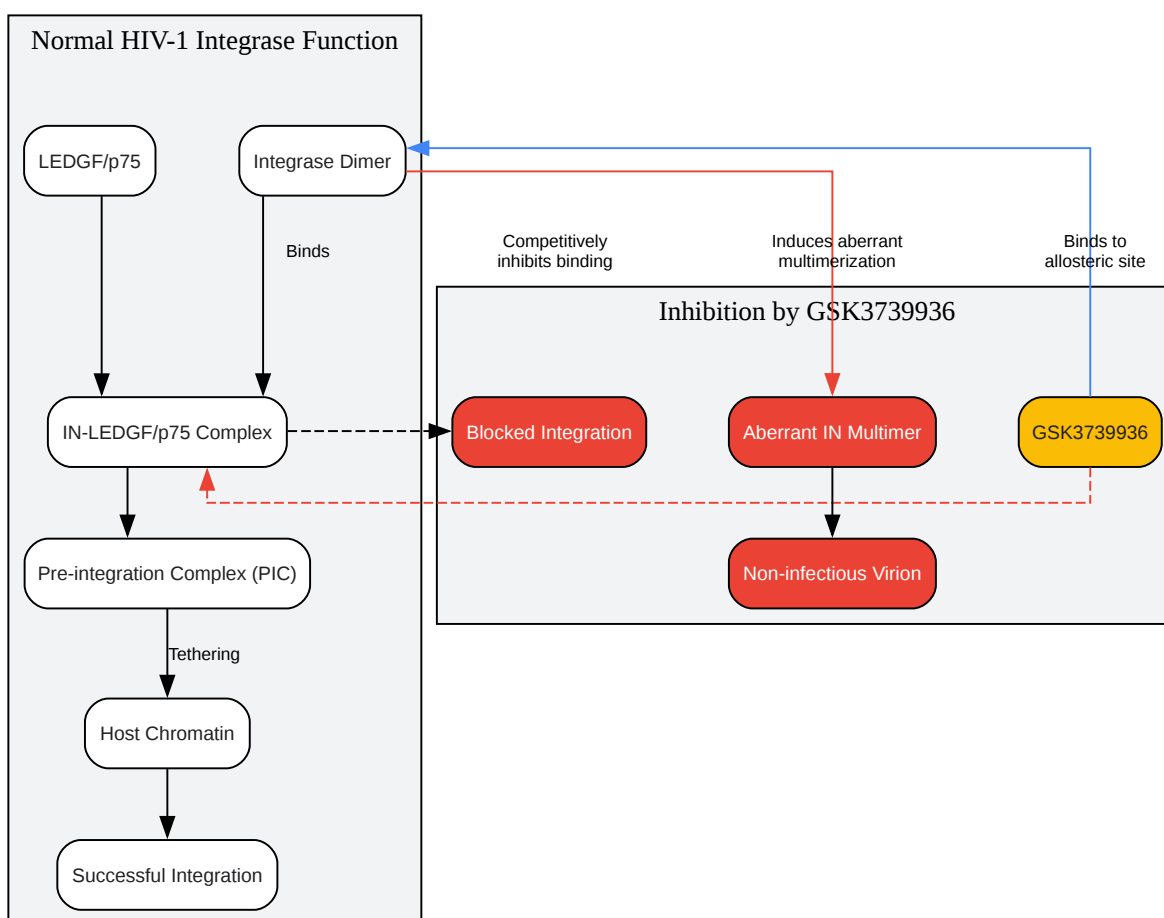 Normal HIV-1 Integrase Function
LEDGF/p75
Integrase Dimer
Binds
Competitively
inhibits binding
Induces aberrant
multimerization
Binds to
allosteric site
Inhibition by GSK3739936
IN-LEDGF/p75 Complex
Blocked Integration
Aberrant IN Multimer
GSK3739936
Pre-integration Complex (PIC)
Non-infectious Virion
Tethering
Host Chromatin
Successful Integration